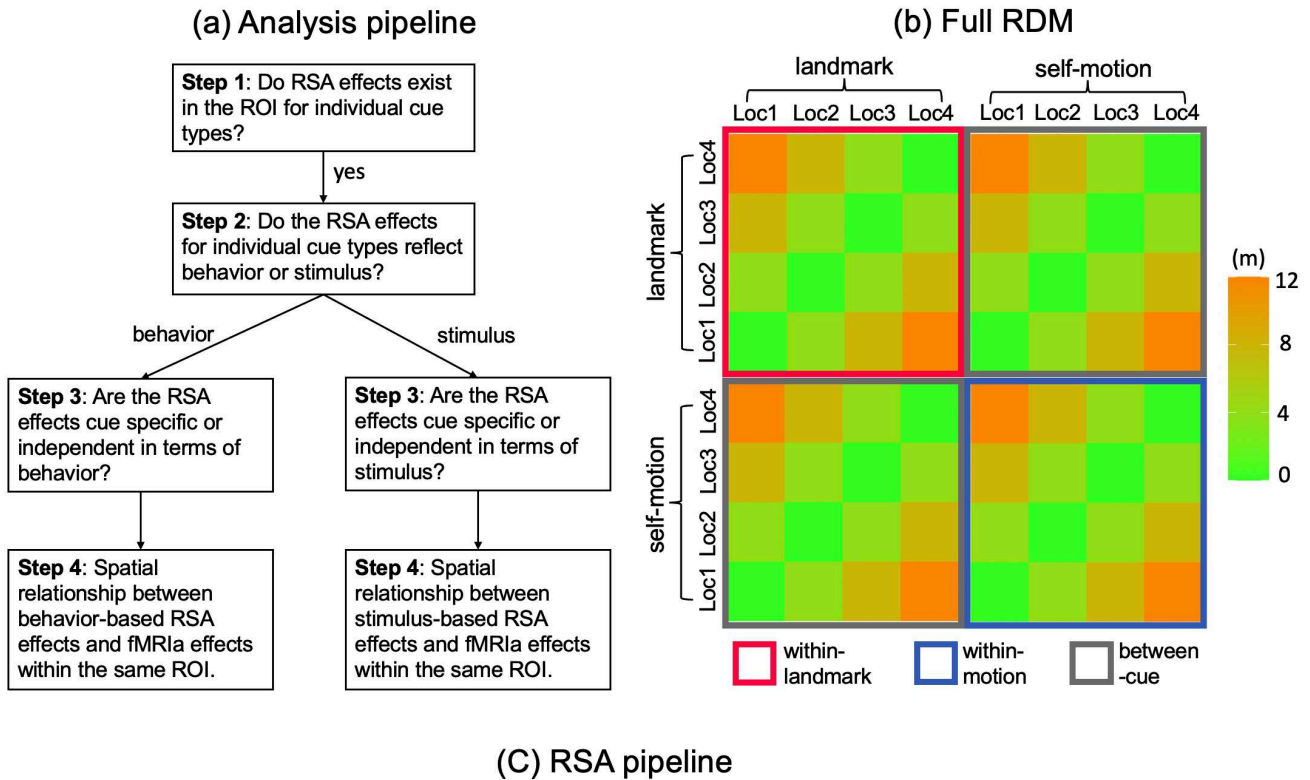 (a) Analysis pipeline
Step 1: Do RSA effects exist
in the ROI for individual cue
types?
yes
Step 2: Do the RSA effects
for individual cue types reflect
behavior or stimulus?
behavior
stimulus
Step 3: Are the RSA
effects cue specific or
independent in terms of
behavior?
Step 3: Are the RSA
effects cue specific or
independent in terms of
stimulus?
Step 4: Spatial
relationship between
behavior-based RSA
effects and fMRIa effects
within the same ROI.
Step 4: Spatial
relationship between
stimulus-based RSA
effects and fMRIa effects
within the same ROI.
(b) Full RDM
landmark
self-motion
Loc1 Loc2 Loc3 Loc4
Loc1 Loc2 Loc3 Loc4
landmark
Loc4
Loc3
Loc2
Loc1
self-motion
Loc4
Loc3
Loc2
Loc1
(m)
12
8
4
0
within-
landmark
within-
motion
between
-cue
(C) RSA pipeline